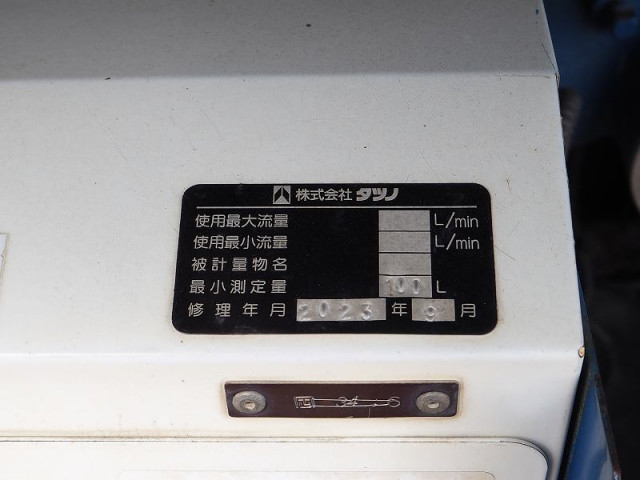 株式会社 タツノ
使用最大流量 L/min
使用最小流量 L/min
被計量物名
最小測定量 100 L
修理年月 2023 年 9 月